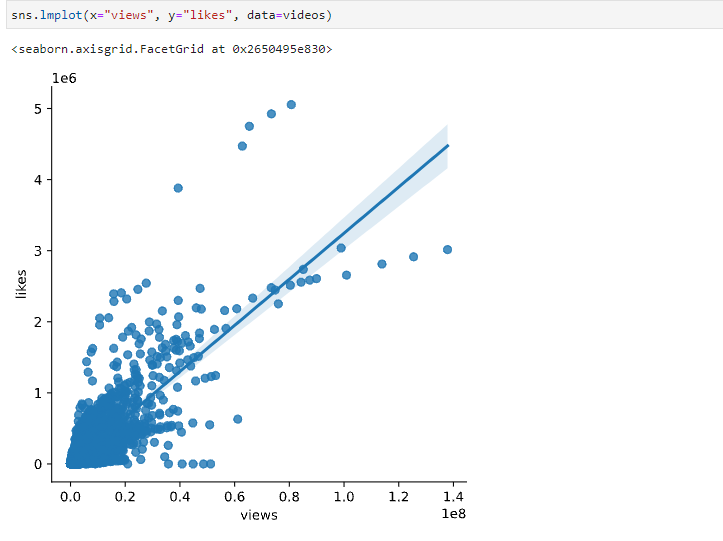 sns.lmplot(x="views", y="likes", data=videos)
<seaborn.axisgrid.FacetGrid at 0x2650495e830>
1e6
5
4
3
2
1
0
likes
0.0 0.2 0.4 0.6 0.8 1.0 1.2 1.4
views
1e8